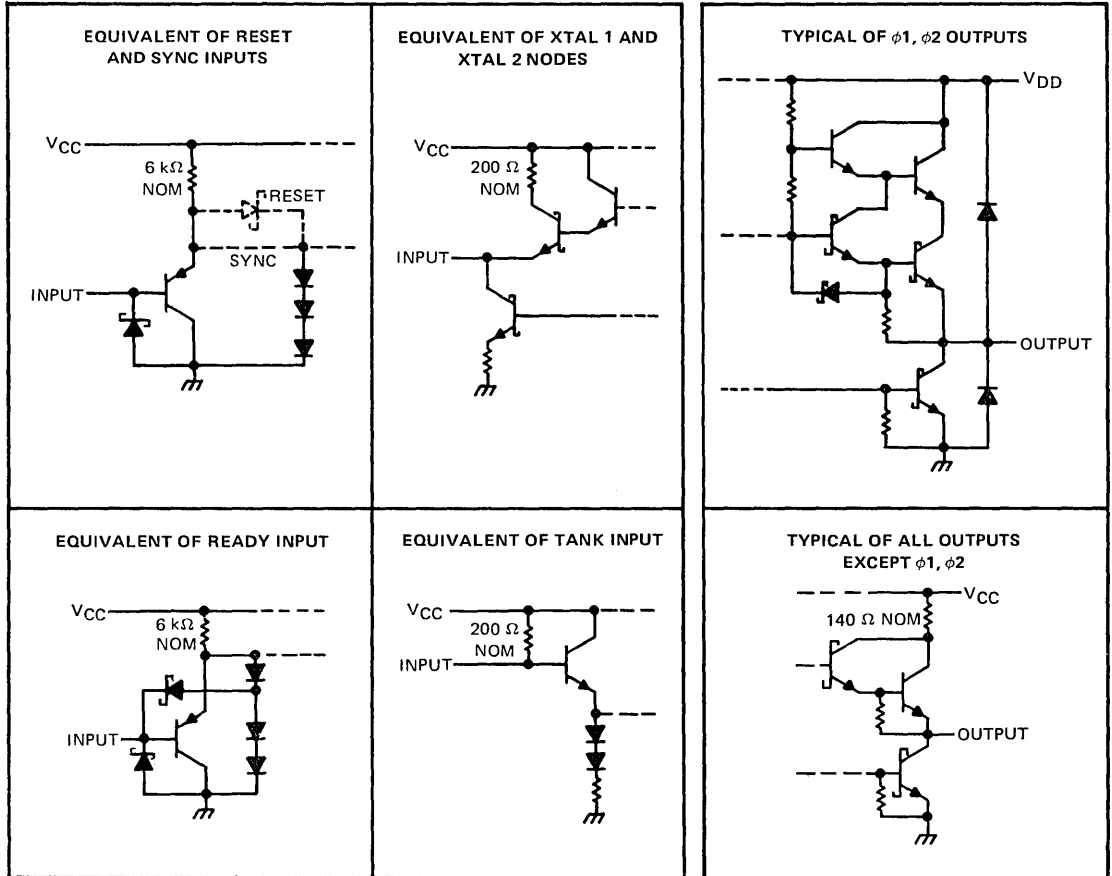 EQUIVALENT OF RESET
AND SYNC INPUTS
VCC
6 kΩ
NOM
RESET
SYNC
INPUT
EQUIVALENT OF XTAL 1 AND
XTAL 2 NODES
VCC
200 Ω
NOM
INPUT
TYPICAL OF ϕ1, ϕ2 OUTPUTS
VDD
OUTPUT
EQUIVALENT OF READY INPUT
VCC
6 kΩ
NOM
INPUT
EQUIVALENT OF TANK INPUT
VCC
200 Ω
NOM
INPUT
TYPICAL OF ALL OUTPUTS
EXCEPT ϕ1, ϕ2
VCC
140 Ω NOM
OUTPUT